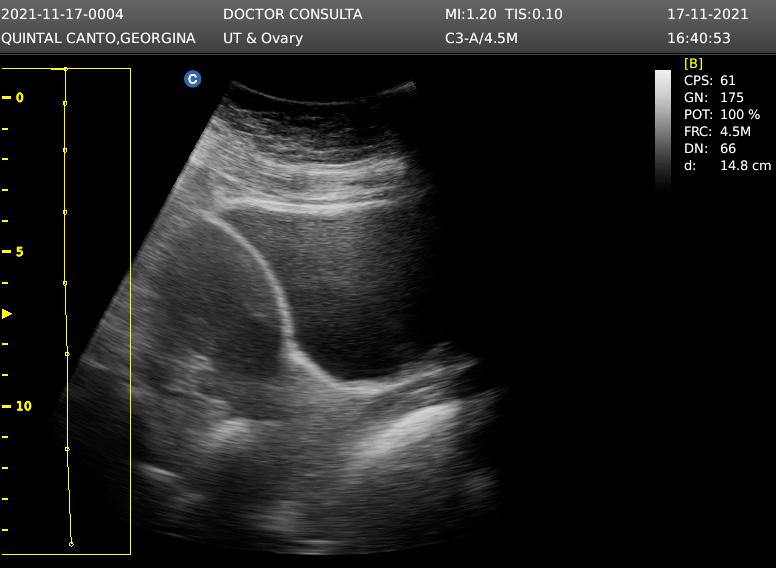 2021-11-17-0004 DOCTOR CONSULTA MI:1.20 TIS:0.10 17-11-2021
QUINTAL CANTO,GEORGINA UT & Ovary C3-A/4.5M 16:40:53
C
[B]
CPS: 61
GN: 175
POT: 100 %
FRC: 4.5M
DN: 66
d: 14.8 cm
0
5
10